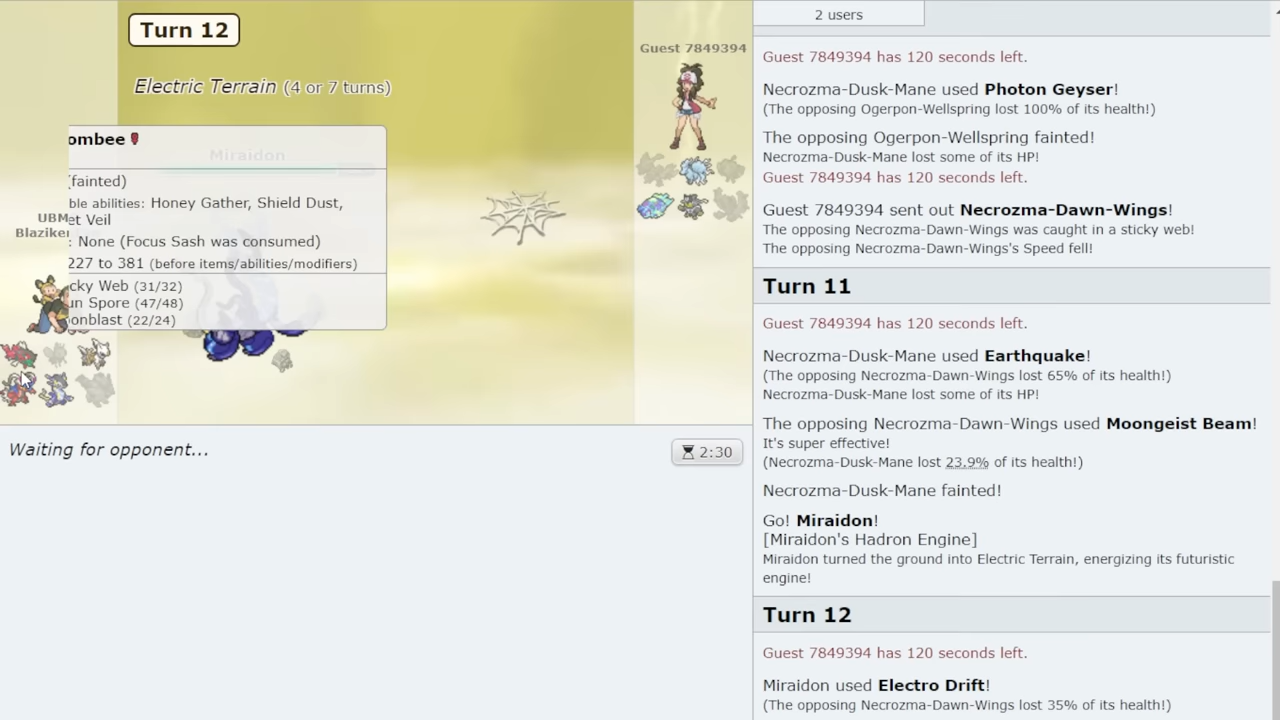 Turn 12
Electric Terrain (4 or 7 turns)
ombee
Miraidon
(fainted)
ble abilities: Honey Gather, Shield Dust,
et Veil
: None (Focus Sash was consumed)
227 to 381 (before items/abilities/modifiers)
cky Web (31/32)
un Spore (47/48)
oonblast (22/24)
UBM
Blaziken
Guest 7849394
Waiting for opponent...
2:30
2 users
Guest 7849394 has 120 seconds left.
Necrozma-Dusk-Mane used Photon Geyser!
(The opposing Ogerpon-Wellspring lost 100% of its health!)
The opposing Ogerpon-Wellspring fainted!
Necrozma-Dusk-Mane lost some of its HP!
Guest 7849394 has 120 seconds left.
Guest 7849394 sent out Necrozma-Dawn-Wings!
The opposing Necrozma-Dawn-Wings was caught in a sticky web!
The opposing Necrozma-Dawn-Wings's Speed fell!
Turn 11
Guest 7849394 has 120 seconds left.
Necrozma-Dusk-Mane used Earthquake!
(The opposing Necrozma-Dawn-Wings lost 65% of its health!)
Necrozma-Dusk-Mane lost some of its HP!
The opposing Necrozma-Dawn-Wings used Moongeist Beam!
It's super effective!
(Necrozma-Dusk-Mane lost 23.9% of its health!)
Necrozma-Dusk-Mane fainted!
Go! Miraidon!
[Miraidon's Hadron Engine]
Miraidon turned the ground into Electric Terrain, energizing its futuristic
engine!
Turn 12
Guest 7849394 has 120 seconds left.
Miraidon used Electro Drift!
(The opposing Necrozma-Dawn-Wings lost 35% of its health!)